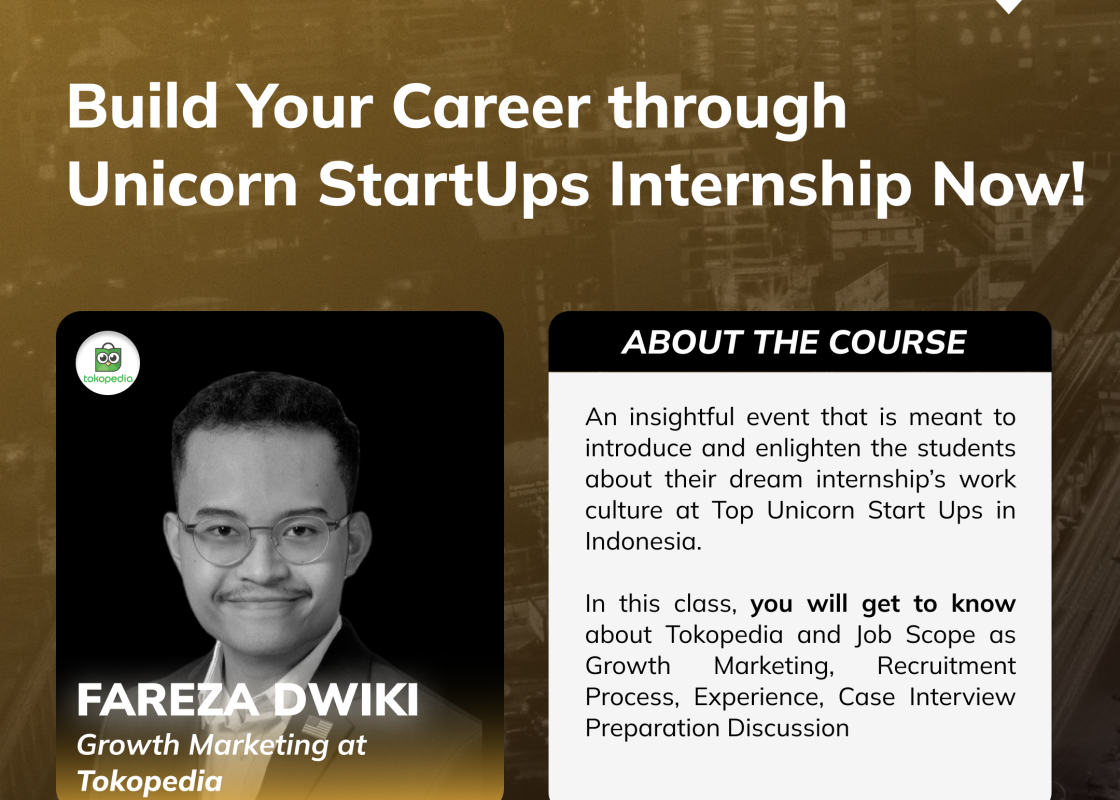 Build Your Career through
Unicorn StartUps Internship Now!
tokopedia
FAREZA DWIKI
Growth Marketing at
Tokopedia
ABOUT THE COURSE
An insightful event that is meant to
introduce and enlighten the students
about their dream internship’s work
culture at Top Unicorn Start Ups in
Indonesia.
In this class, you will get to know
about Tokopedia and Job Scope as
Growth Marketing, Recruitment
Process, Experience, Case Interview
Preparation Discussion